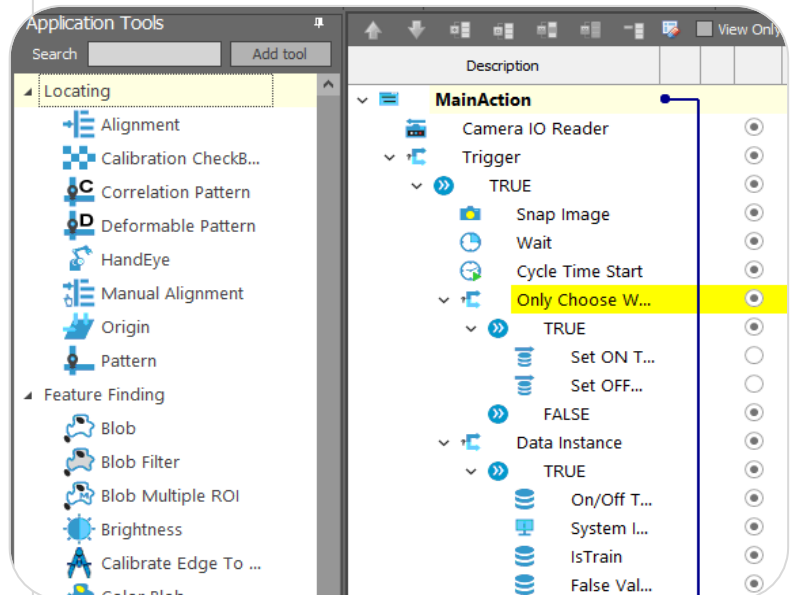 Application Tools
Search
Add tool
Locating
Alignment
Calibration CheckB...
Correlation Pattern
Deformable Pattern
HandEye
Manual Alignment
Origin
Pattern
Feature Finding
Blob
Blob Filter
Blob Multiple ROI
Brightness
Calibrate Edge To ...
Color Blob
View Only
Description
MainAction
Camera IO Reader
Trigger
TRUE
Snap Image
Wait
Cycle Time Start
Only Choose W...
TRUE
Set ON T...
Set OFF...
FALSE
Data Instance
TRUE
On/Off T...
System I...
IsTrain
False Val...